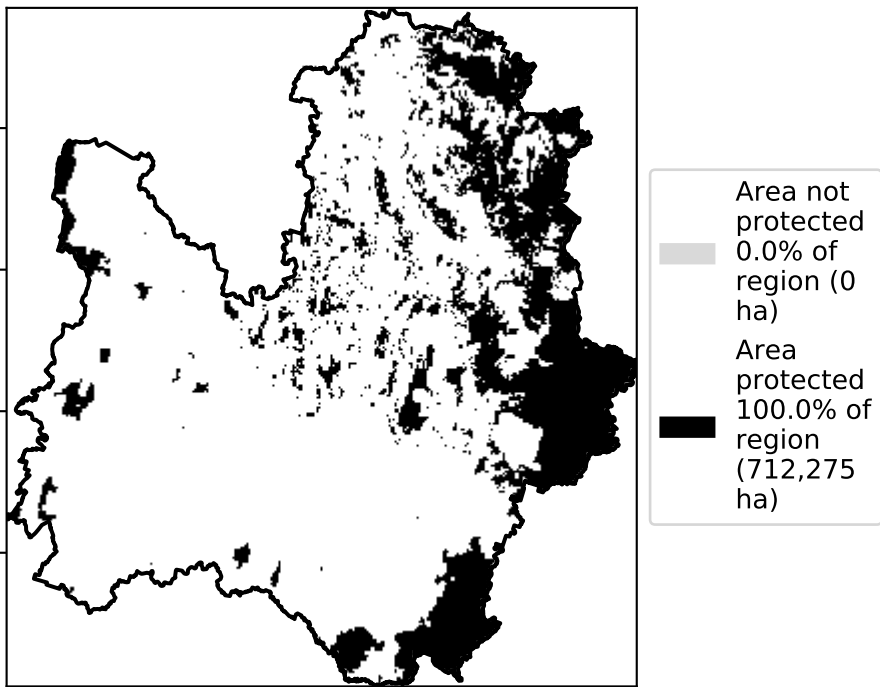 Area not
protected
0.0% of
region (0
ha)
Area
protected
100.0% of
region
(712,275
ha)